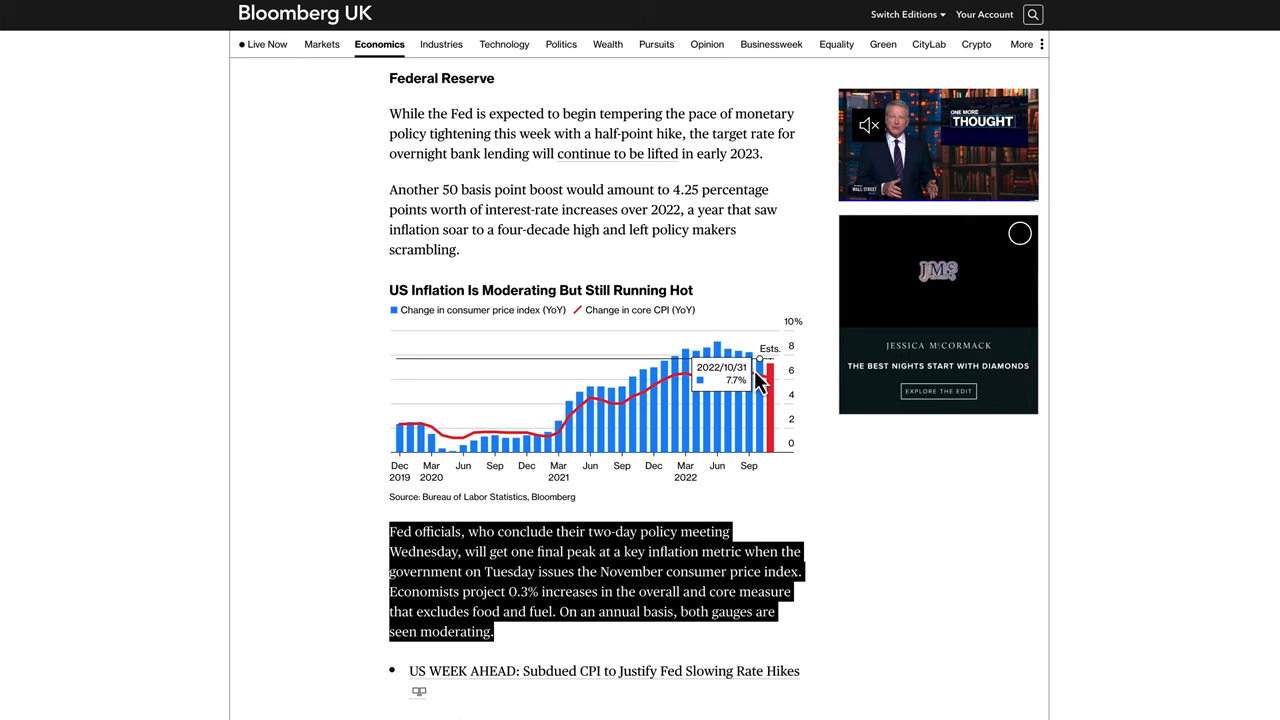 Bloomberg UK
Switch Editions
Your Account
Live Now
Markets
Economics
Industries
Technology
Politics
Wealth
Pursuits
Opinion
Businessweek
Equality
Green
CityLab
Crypto
More
Federal Reserve
While the Fed is expected to begin tempering the pace of monetary
policy tightening this week with a half-point hike, the target rate for
overnight bank lending will continue to be lifted in early 2023.
Another 50 basis point boost would amount to 4.25 percentage
points worth of interest-rate increases over 2022, a year that saw
inflation soar to a four-decade high and left policy makers
scrambling.
US Inflation Is Moderating But Still Running Hot
Change in consumer price index (YoY) Change in core CPI (YoY)
10%
8
6
4
2
0
Ests.
2022/10/31
7.7%
Dec Mar Jun Sep Dec Mar Jun Sep Dec Mar Jun Sep
2019 2020 2021 2022
Source: Bureau of Labor Statistics, Bloomberg
Fed officials, who conclude their two-day policy meeting
Wednesday, will get one final peak at a key inflation metric when the
government on Tuesday issues the November consumer price index.
Economists project 0.3% increases in the overall and core measure
that excludes food and fuel. On an annual basis, both gauges are
seen moderating.
US WEEK AHEAD: Subdued CPI to Justify Fed Slowing Rate Hikes
ONE MORE
THOUGHT
WALL STREET
JMC
JESSICA McCORMACK
THE BEST NIGHTS START WITH DIAMONDS
EXPLORE THE EDIT